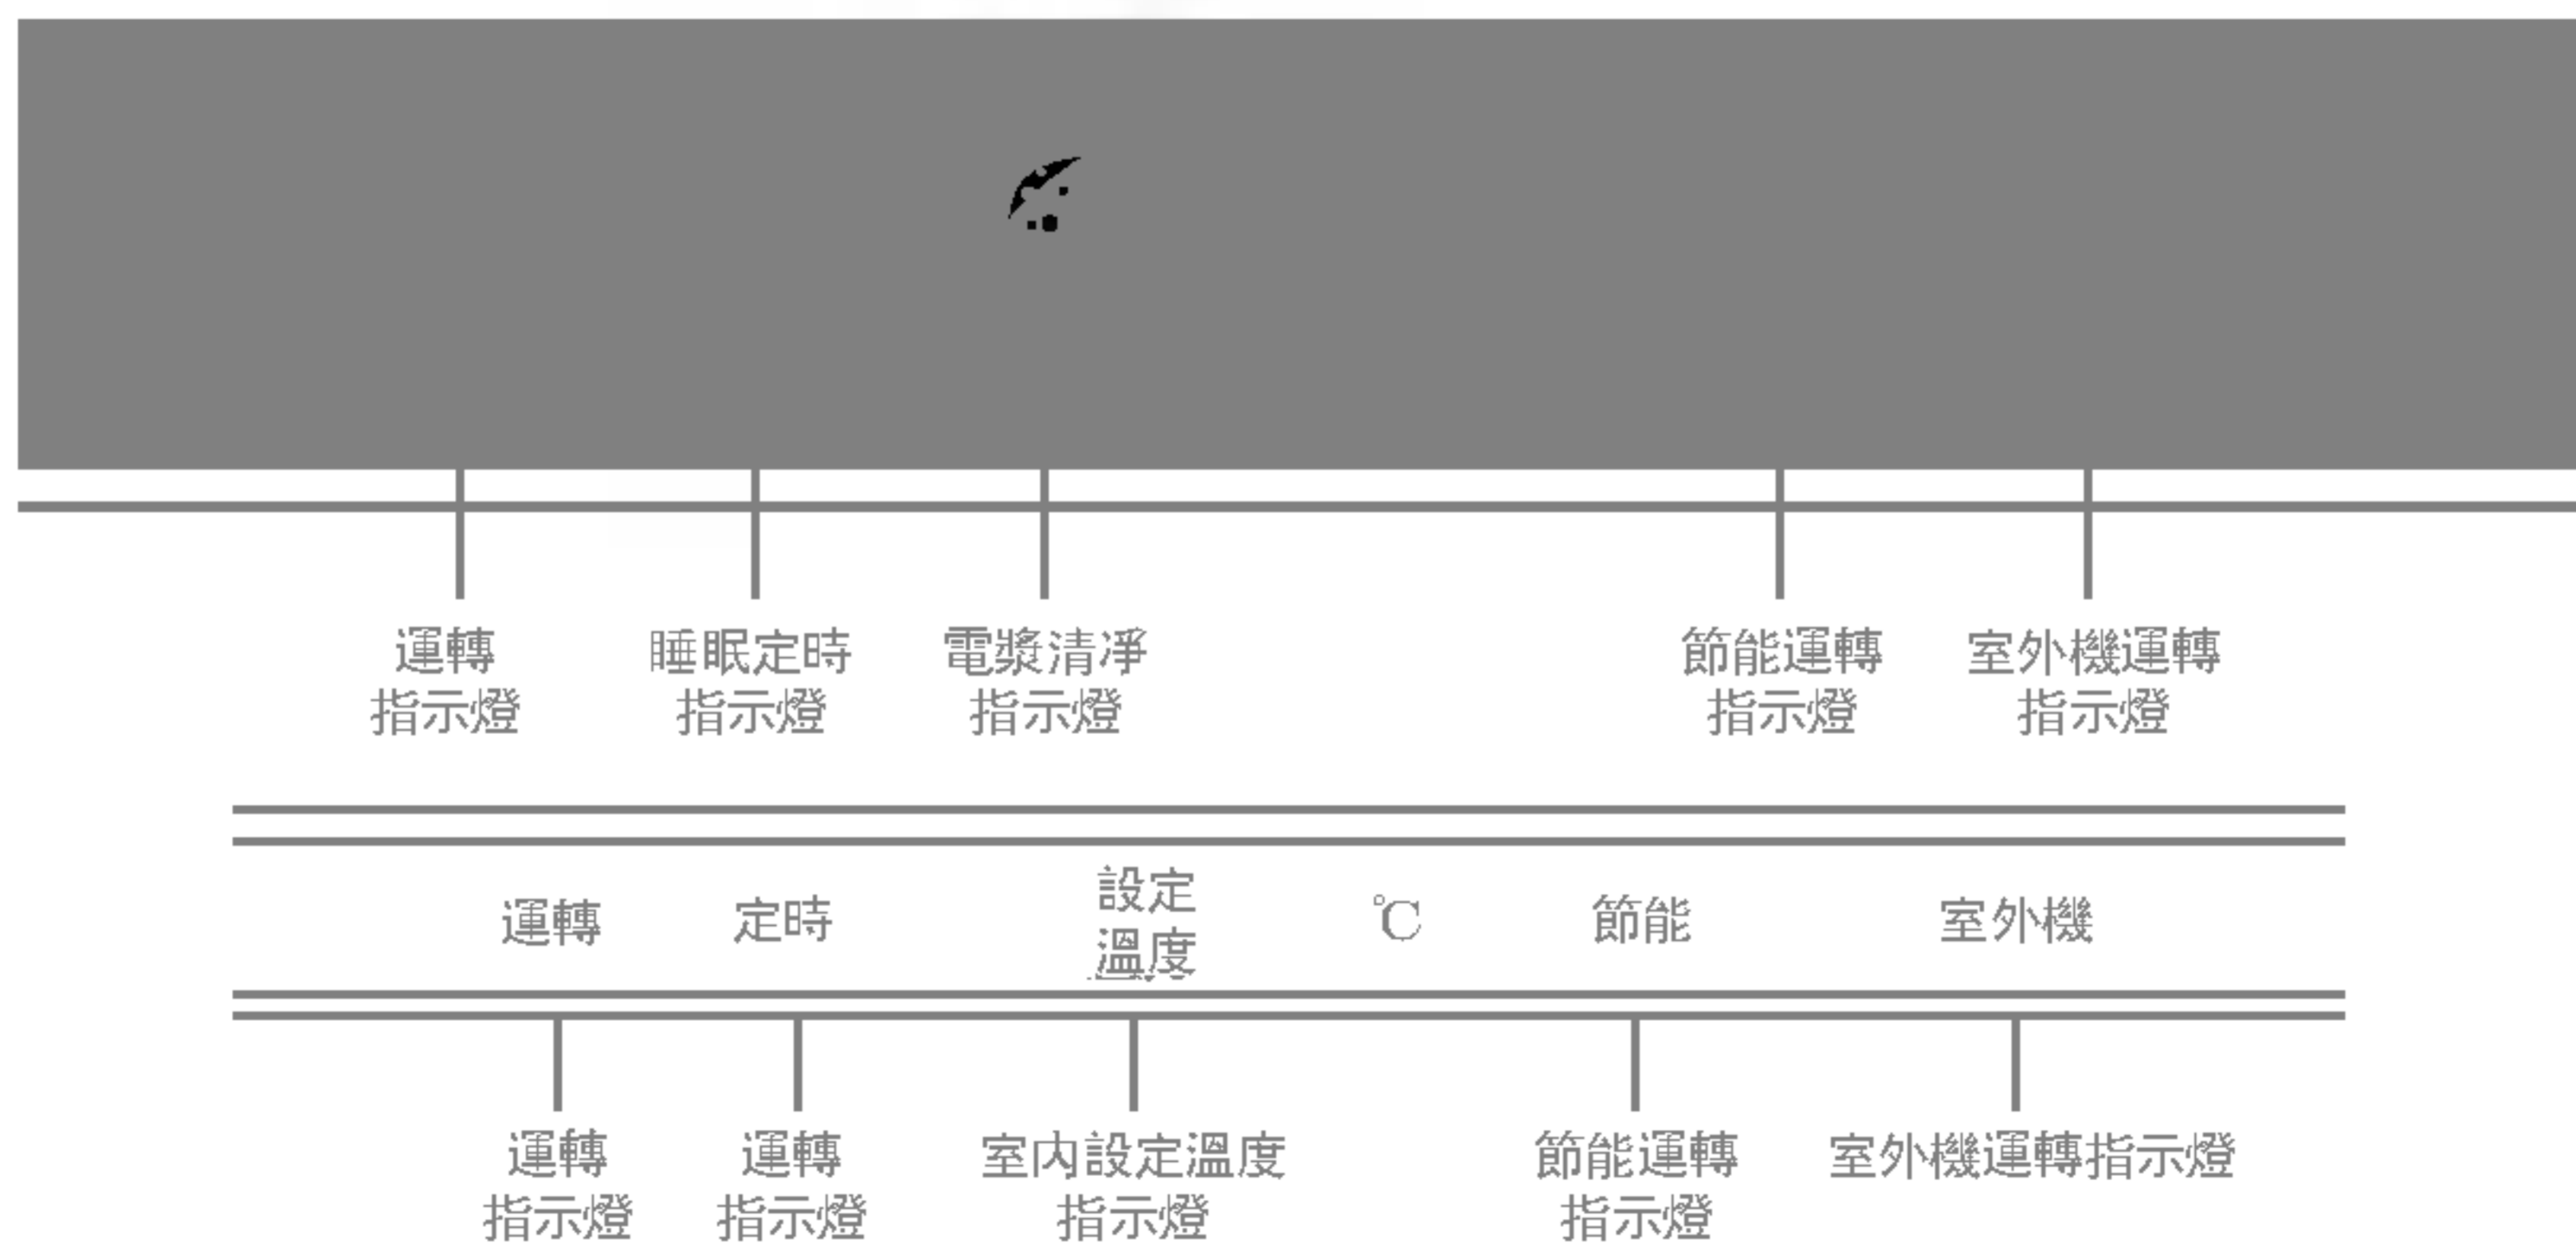 運轉 睡眠定時 電漿清淨 節能運轉 室外機運轉
指示燈 指示燈 指示燈 指示燈 指示燈
設定
運轉 定時 ℃ 節能 室外機
溫度
運轉 運轉 室內設定溫度 節能運轉 室外機運轉指示燈
指示燈 指示燈 指示燈 指示燈